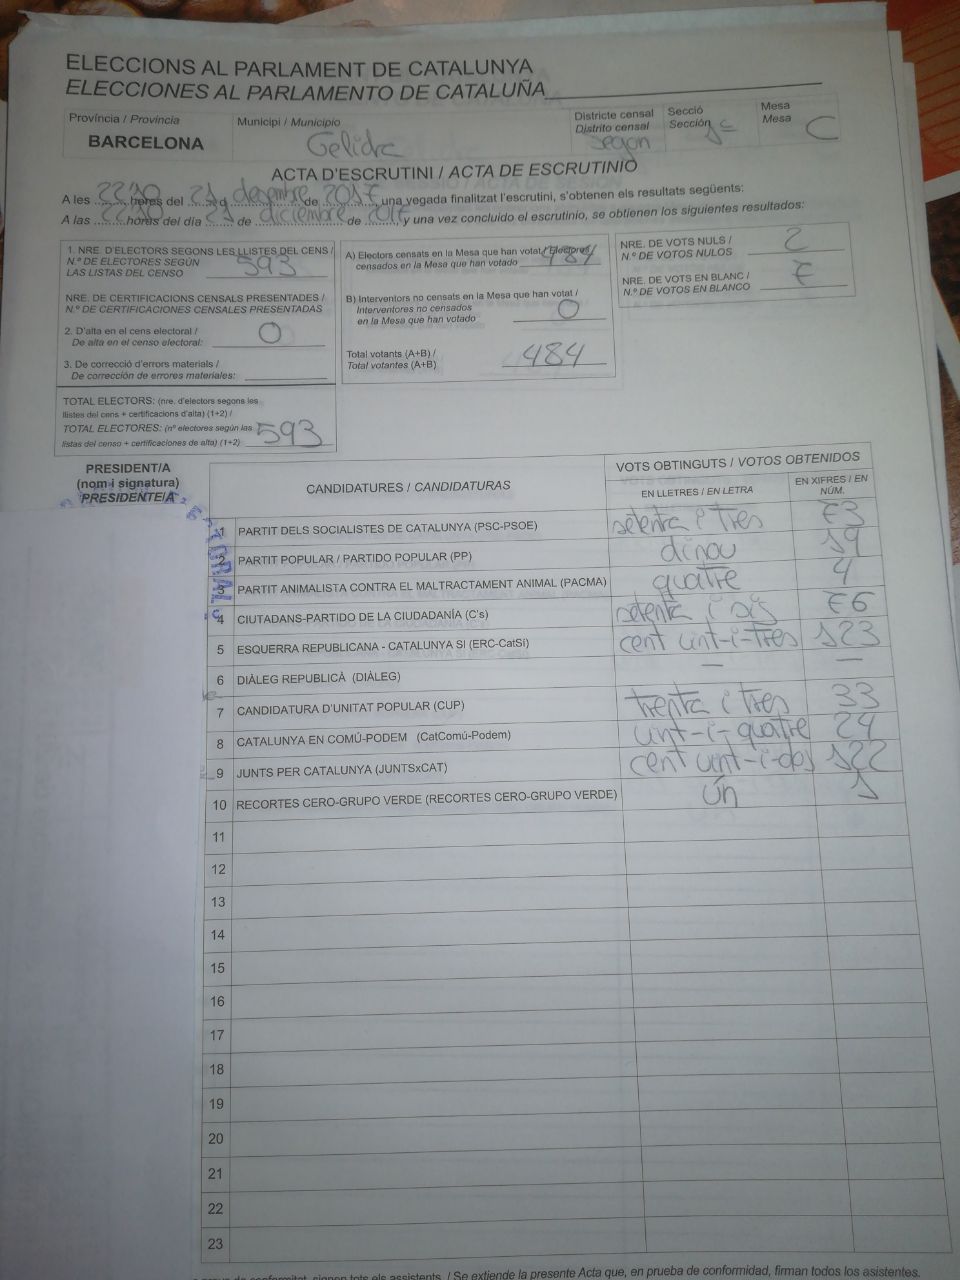 ELECCIONS AL PARLAMENT DE CATALUNYA
ELECCIONES AL PARLAMENTO DE CATALUÑA
Província / Provincia
BARCELONA
Municipi / Municipio
Gelida
Districte censal
Distrito censal
segon
Secció
Sección
1ª
Mesa
Mesa
C
ACTA D'ESCRUTINI / ACTA DE ESCRUTINIO
A les 22'10 hores del 21 d desembre de 2017 una vegada finalitzat l'escrutini, s'obtenen els resultats següents:
A las 22'10 horas del día 21 de diciembre de 2017, y una vez concluido el escrutinio, se obtienen los siguientes resultados:
1. NRE. D'ELECTORS SEGONS LES LLISTES DEL CENS /
N.º DE ELECTORES SEGÚN
LAS LISTAS DEL CENSO 593
NRE. DE CERTIFICACIONS CENSALS PRESENTADES /
N.º DE CERTIFICACIONES CENSALES PRESENTADAS
2. D'alta en el cens electoral /
De alta en el censo electoral: 0
3. De correcció d'errors materials /
De corrección de errores materiales:
TOTAL ELECTORS: (nre. d'electors segons les
llistes del cens + certificacions d'alta) (1+2) /
TOTAL ELECTORES: (nº electores según las
listas del censo + certificaciones de alta) (1+2) 593
A) Electors censats en la Mesa que han votat / Electores
censados en la Mesa que han votado 484
B) Interventors no censats en la Mesa que han votat /
Interventores no censados
en la Mesa que han votado 0
Total votants (A+B) /
Total votantes (A+B) 484
NRE. DE VOTS NULS /
N.º DE VOTOS NULOS 2
NRE. DE VOTS EN BLANC /
N.º DE VOTOS EN BLANCO 7
PRESIDENT/A
(nom i signatura)
PRESIDENTE/A
CANDIDATURES / CANDIDATURAS
VOTS OBTINGUTS / VOTOS OBTENIDOS
EN LLETRES / EN LETRA
EN XIFRES / EN NÚM.
1 PARTIT DELS SOCIALISTES DE CATALUNYA (PSC-PSOE) setenta i tres 73
2 PARTIT POPULAR / PARTIDO POPULAR (PP) dinou 19
3 PARTIT ANIMALISTA CONTRA EL MALTRACTAMENT ANIMAL (PACMA) quatre 4
4 CIUTADANS-PARTIDO DE LA CIUDADANÍA (C's) setenta i sis 76
5 ESQUERRA REPUBLICANA - CATALUNYA SI (ERC-CatSí) cent vint-i-tres 123
6 DIÀLEG REPUBLICÀ (DIÀLEG) — —
7 CANDIDATURA D'UNITAT POPULAR (CUP) trenta i tres 33
8 CATALUNYA EN COMÚ-PODEM (CatComú-Podem) vint-i-quatre 24
9 JUNTS PER CATALUNYA (JUNTSxCAT) cent vint-i-dos 122
10 RECORTES CERO-GRUPO VERDE (RECORTES CERO-GRUPO VERDE) ún 1
11
12
13
14
15
16
17
18
19
20
21
22
23
signen tots els assistents. / Se extiende la presente Acta que, en prueba de conformidad, firman todos los asistentes.